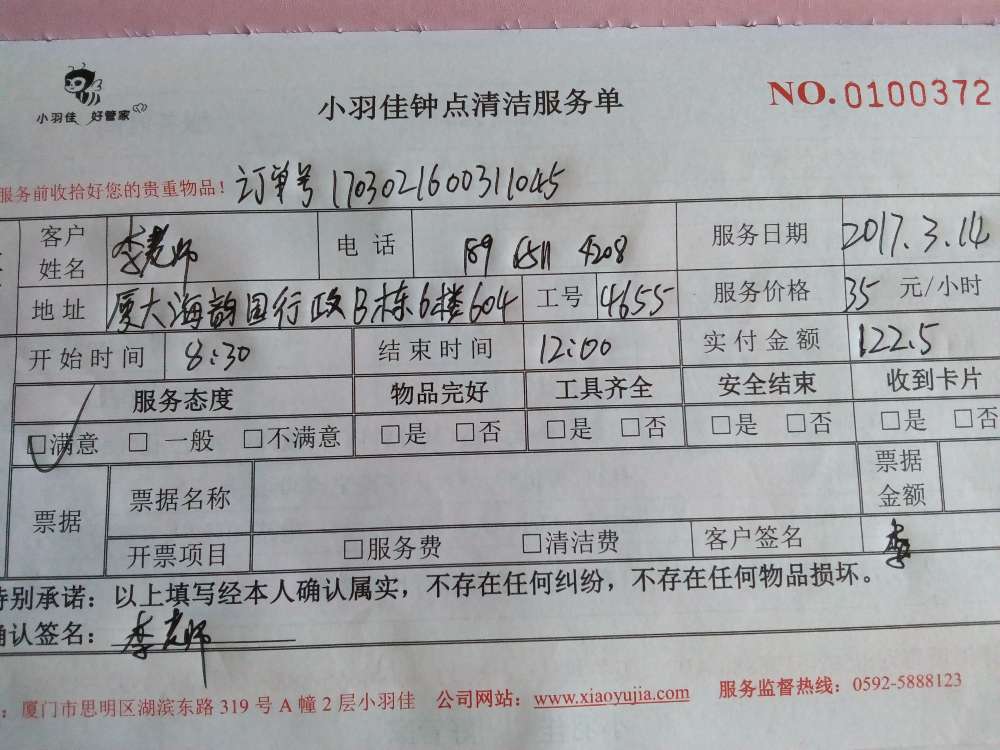 小羽佳 好管家
小羽佳钟点清洁服务单
NO.0100372
服务前收拾好您的贵重物品! 订单号 170302160031045
客户姓名 李老师 电话 服务日期 2017.3.14
地址 厦大海韵园行政B栋6楼604 工号 4655 服务价格 35 元/小时
开始时间 8:30 结束时间 12:00 实付金额 122.5
服务态度 物品完好 工具齐全 安全结束 收到卡片
□满意 □ 一般 □不满意 □是 □否 □是 □否 □是 □否 □是 □否
票据 票据名称 票据金额
开票项目 □服务费 □清洁费 客户签名 李
特别承诺：以上填写经本人确认属实，不存在任何纠纷，不存在任何物品损坏。
确认签名：李老师
：厦门市思明区湖滨东路 319 号 A 幢 2 层小羽佳 公司网站：www.xiaoyujia.com 服务监督热线：0592-5888123